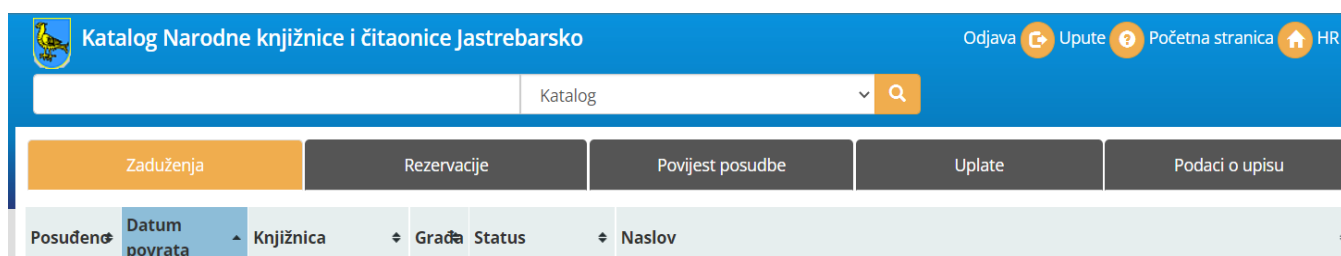 Katalog Narodne knjižnice i čitaonice Jastrebarsko
Odjava Upute ? Početna stranica HR
Katalog
Zaduženja Rezervacije Povijest posudbe Uplate Podaci o upisu
Posuđeno Datum povrata Knjižnica Građa Status Naslov